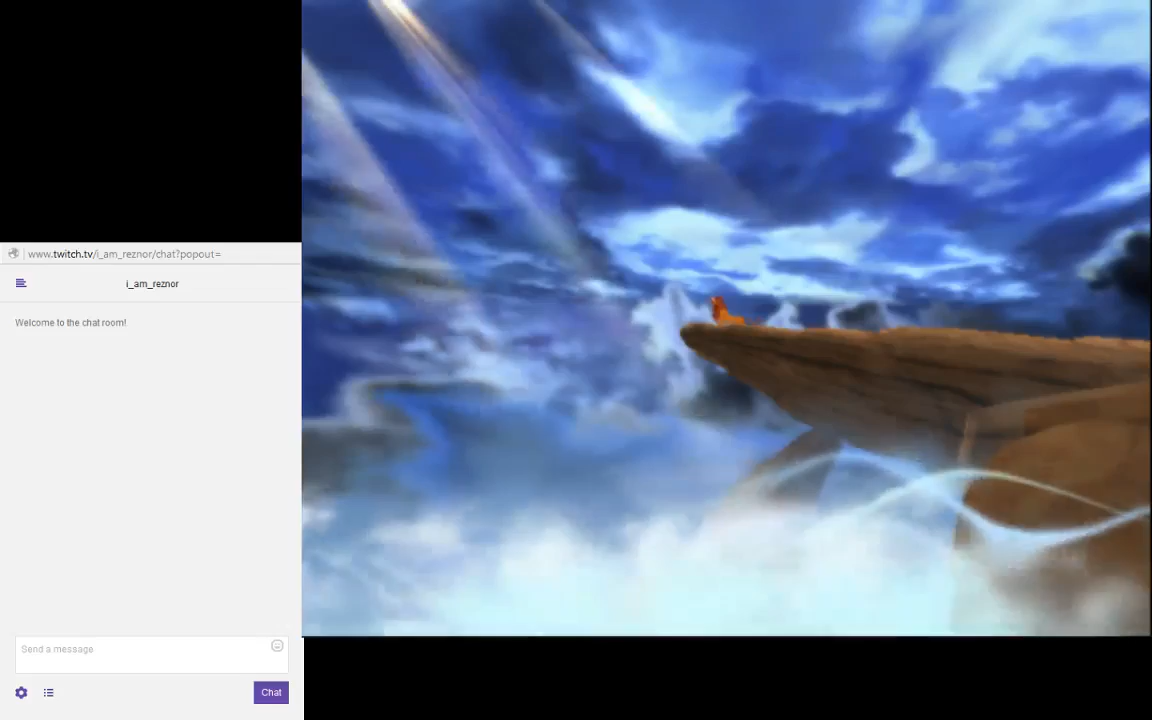 www.twitch.tv/i_am_reznor/chat?popout=
i_am_reznor
Welcome to the chat room!
Send a message
Chat